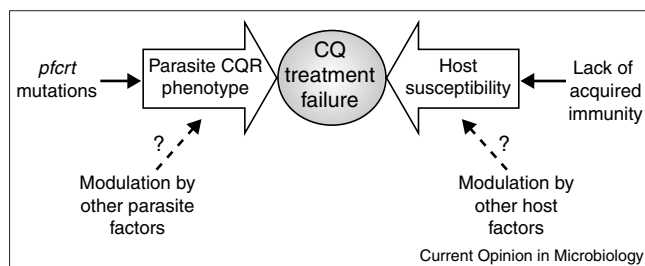 pfcrt
mutations
Parasite CQR
phenotype
CQ
treatment
failure
Host
susceptibility
Lack of
acquired
immunity
?
Modulation by
other parasite
factors
?
Modulation by
other host
factors
Current Opinion in Microbiology